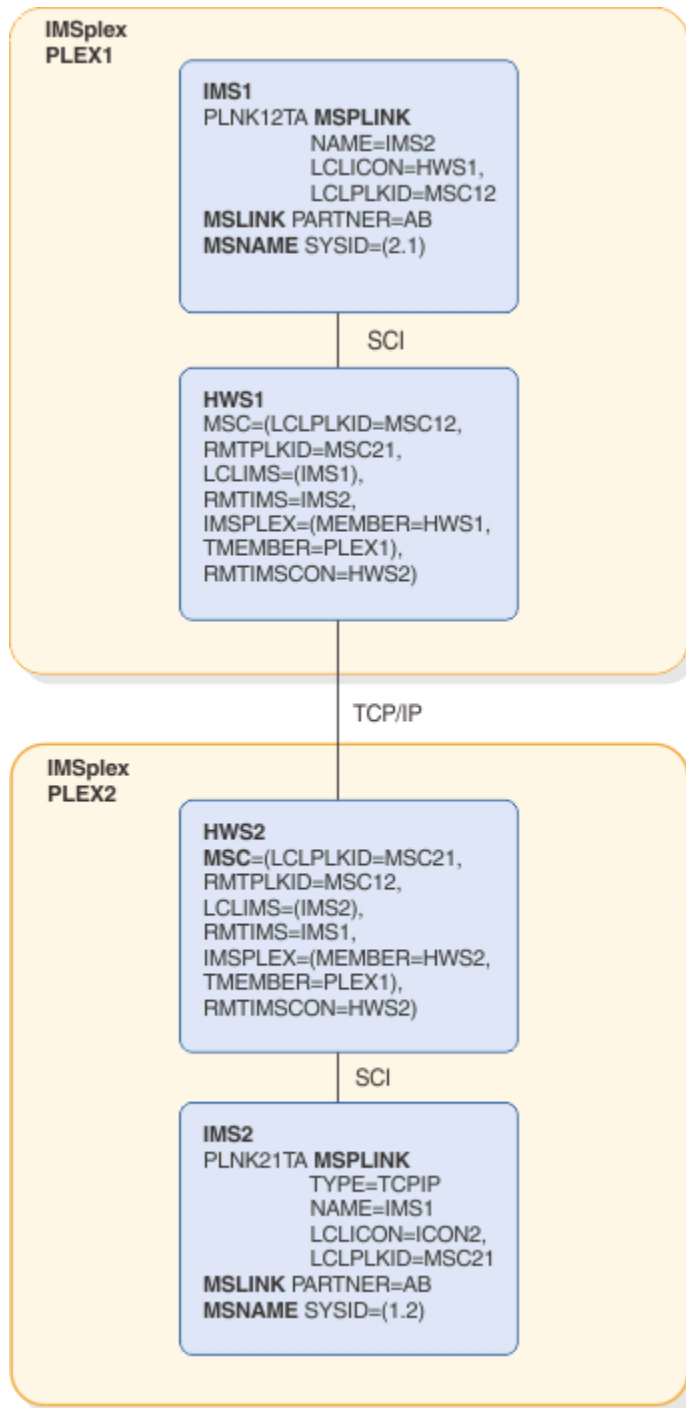 IMSplex
PLEX1
IMS1
PLNK12TA MSPLINK
NAME=IMS2
LCLICON=HWS1,
LCLPLKID=MSC12
MSLINK PARTNER=AB
MSNAME SYSID=(2.1)
SCI
HWS1
MSC=(LCLPLKID=MSC12,
RMTPLKID=MSC21,
LCLIMS=(IMS1),
RMTIMS=IMS2,
IMSPLEX=(MEMBER=HWS1,
TMEMBER=PLEX1),
RMTIMSCON=HWS2)
TCP/IP
IMSplex
PLEX2
HWS2
MSC=(LCLPLKID=MSC21,
RMTPLKID=MSC12,
LCLIMS=(IMS2),
RMTIMS=IMS1,
IMSPLEX=(MEMBER=HWS2,
TMEMBER=PLEX1),
RMTIMSCON=HWS2)
SCI
IMS2
PLNK21TA MSPLINK
TYPE=TCPIP
NAME=IMS1
LCLICON=ICON2,
LCLPLKID=MSC21
MSLINK PARTNER=AB
MSNAME SYSID=(1.2)